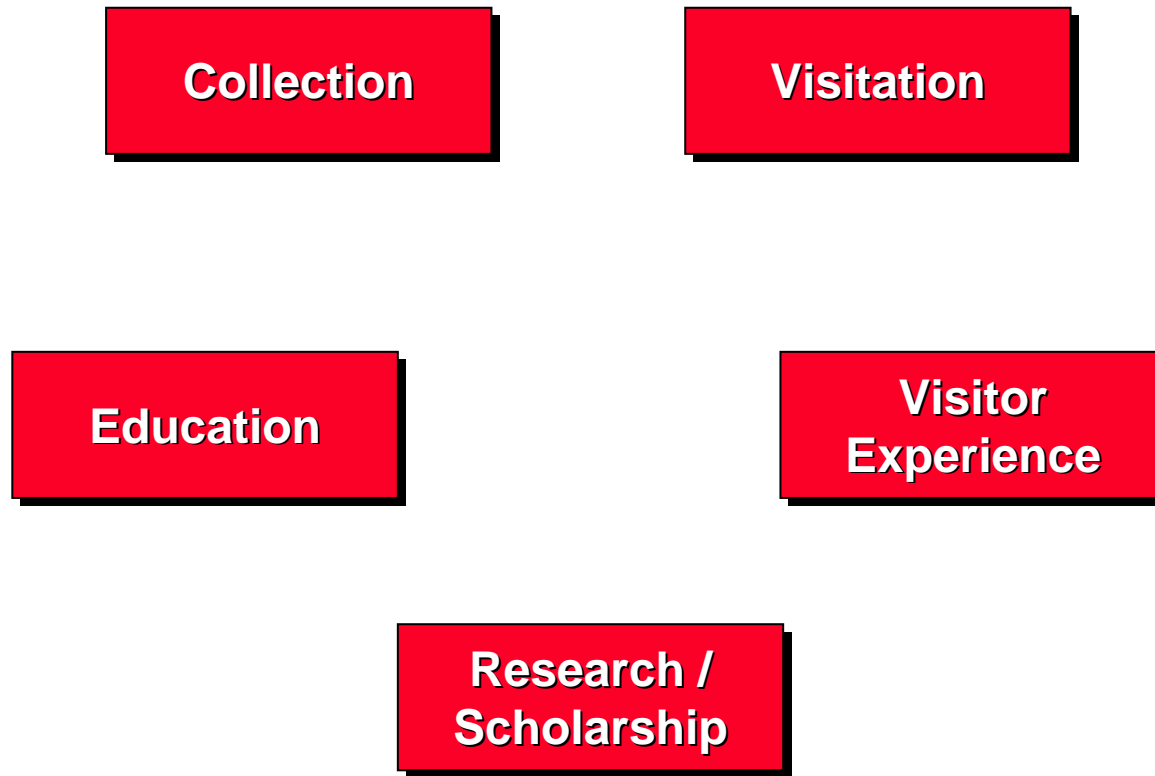 Collection
Visitation
Education
Visitor
Experience
Research /
Scholarship